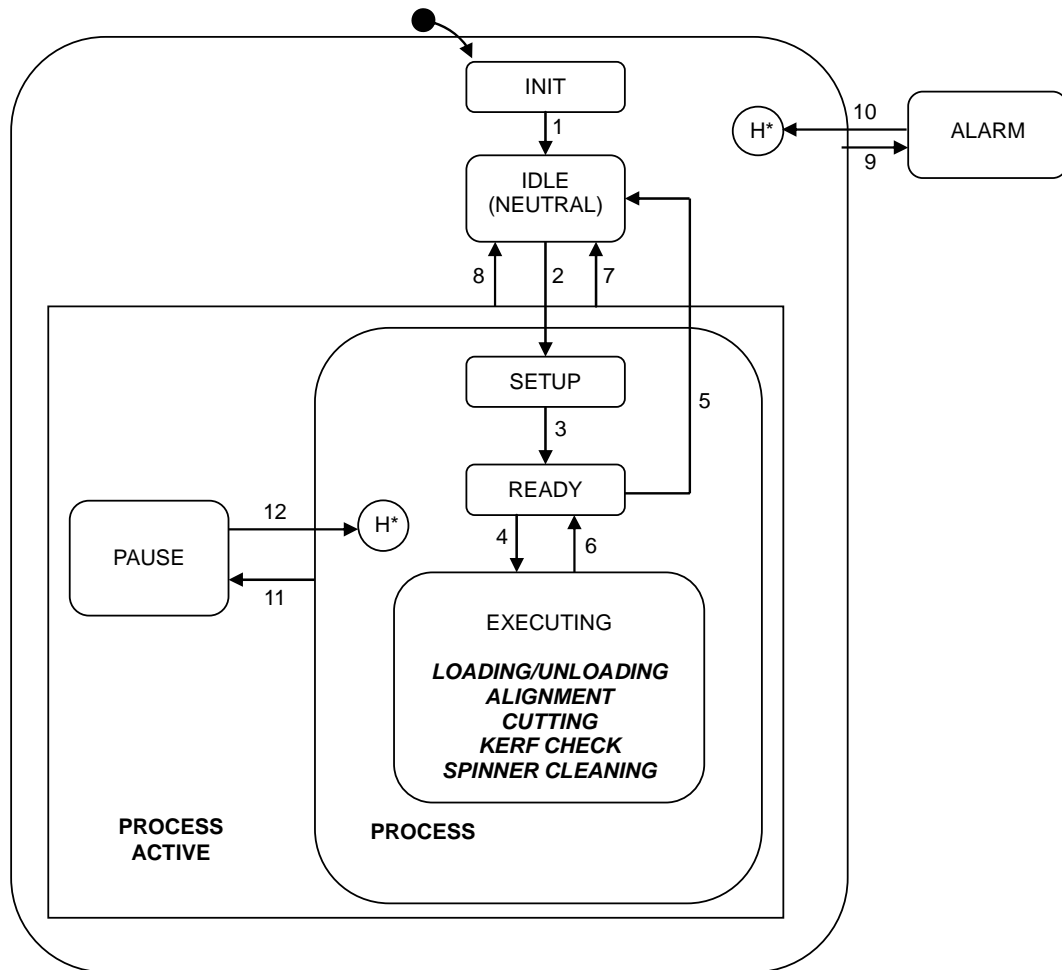 INIT
1
10
H*
ALARM
9
IDLE
(NEUTRAL)
8
2
7
SETUP
5
3
READY
12
H*
4
6
PAUSE
11
EXECUTING
LOADING/UNLOADING
ALIGNMENT
CUTTING
KERF CHECK
SPINNER CLEANING
PROCESS
ACTIVE
PROCESS